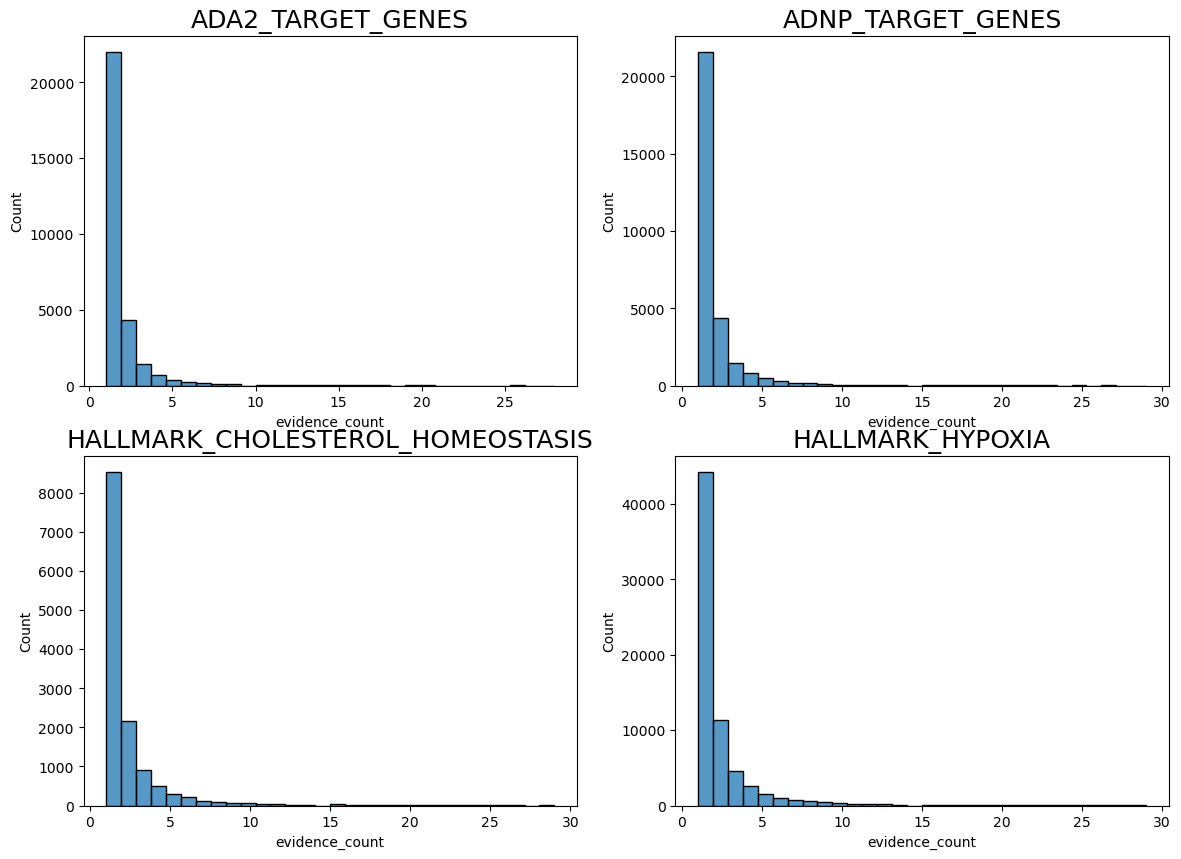 ADA2_TARGET_GENES
20000
15000
10000
5000
0
Count
0 5 10 15 20 25
evidence_count
ADNP_TARGET_GENES
20000
15000
10000
5000
0
Count
0 5 10 15 20 25 30
evidence_count
HALLMARK_CHOLESTEROL_HOMEOSTASIS
8000
7000
6000
5000
4000
3000
2000
1000
0
Count
0 5 10 15 20 25 30
evidence_count
HALLMARK_HYPOXIA
40000
30000
20000
10000
0
Count
0 5 10 15 20 25 30
evidence_count